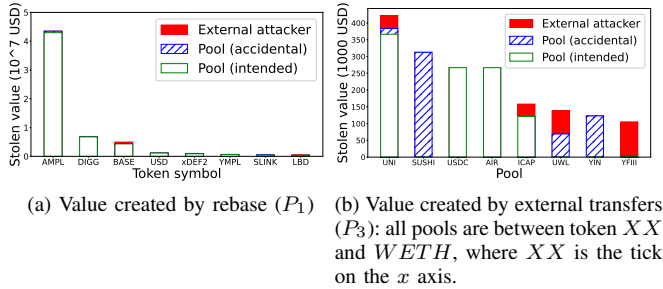 Stolen value (10^7 USD)
5
4
3
2
1
0
External attacker
Pool (accidental)
Pool (intended)
AMPL DIGG BASE USD xDEF2 YMPL SLINK LBD
Token symbol
(a) Value created by rebase (P1)
Stolen value (1000 USD)
400
350
300
250
200
150
100
50
0
External attacker
Pool (accidental)
Pool (intended)
UNI SUSHI USDC AIR ICAP UWL YIN YFIII
Pool
(b) Value created by external transfers
(P3): all pools are between token XX
and WETH, where XX is the tick
on the x axis.